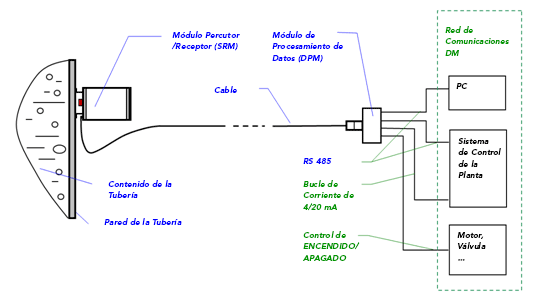 Módulo Percutor
/Receptor (SRM)
Módulo de
Procesamiento de
Datos (DPM)
Red de
Comunicaciones
DM
Cable
PC
Sistema
de Control
de la
Planta
RS 485
Contenido de la
Tubería
Bucle de
Corriente de
4/20 mA
Pared de la Tubería
Control de
ENCENDIDO/
APAGADO
Motor,
Válvula
...